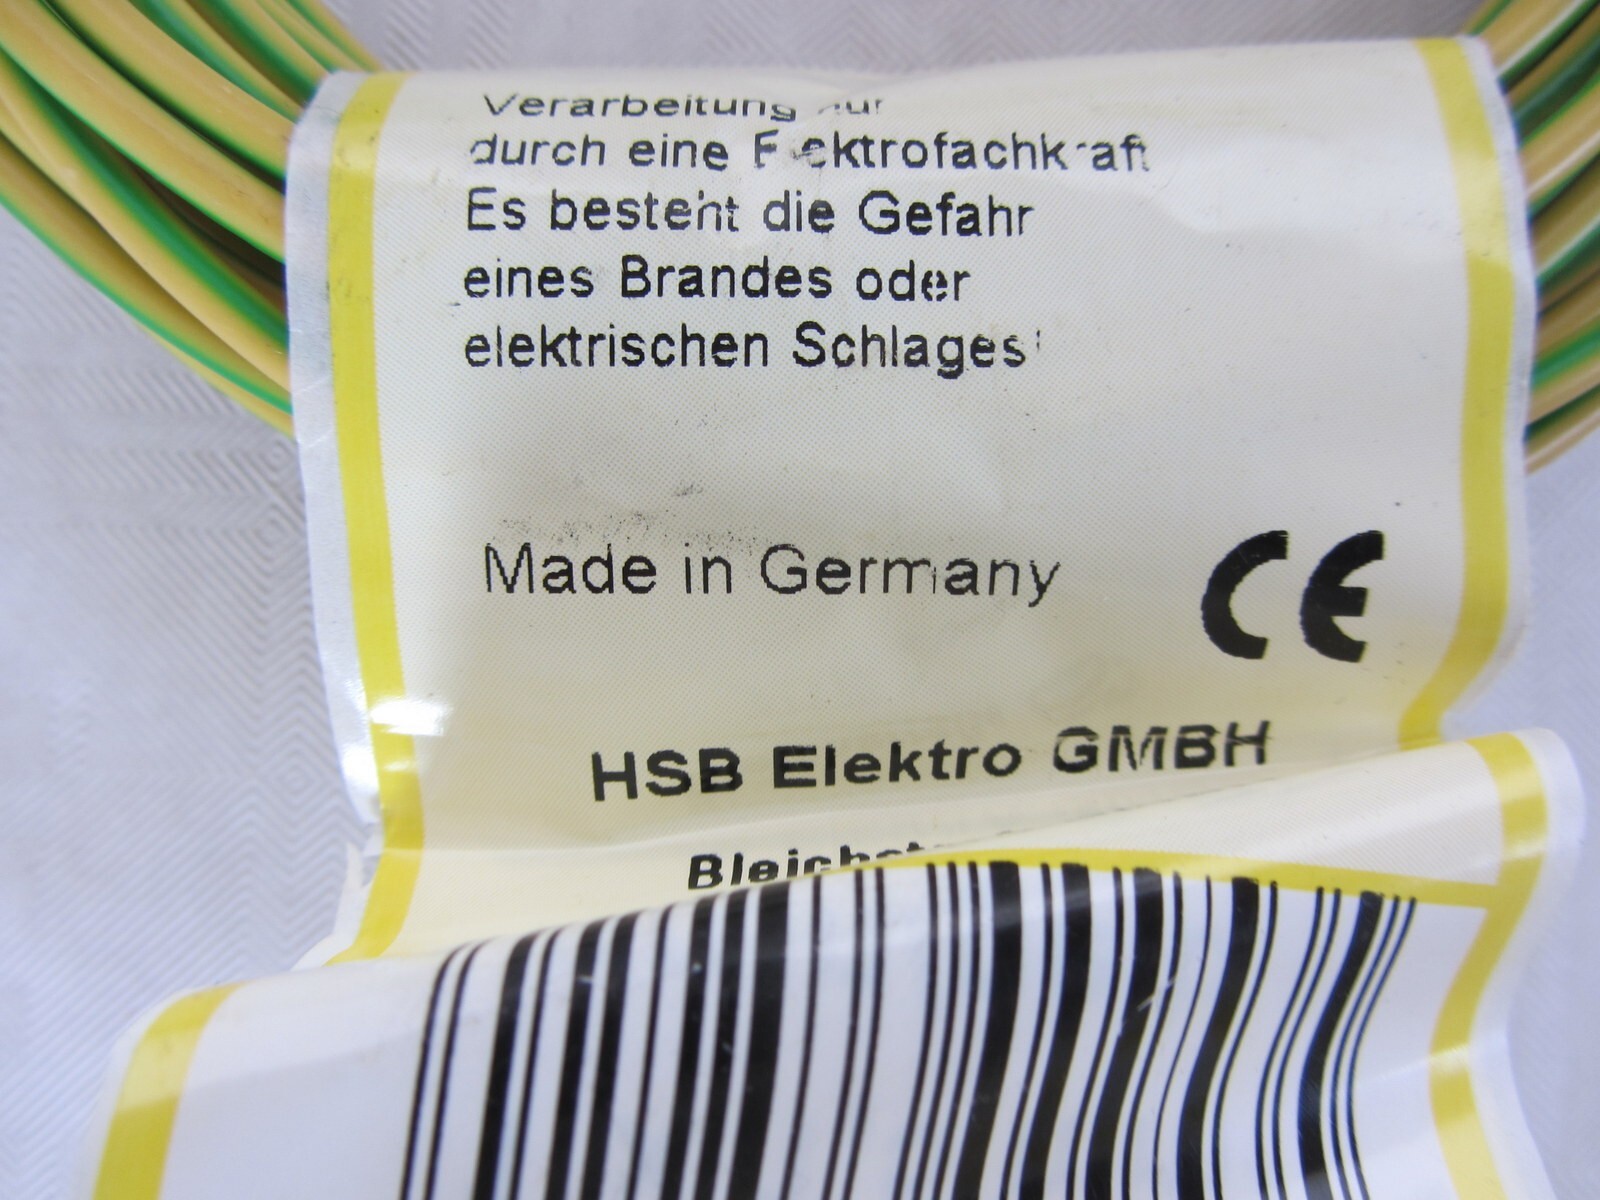 Verarbeitung nur
durch eine Elektrofachkraft
Es besteht die Gefahr
eines Brandes oder
elektrischen Schlages!
Made in Germany
CE
HSB Elektro GMBH